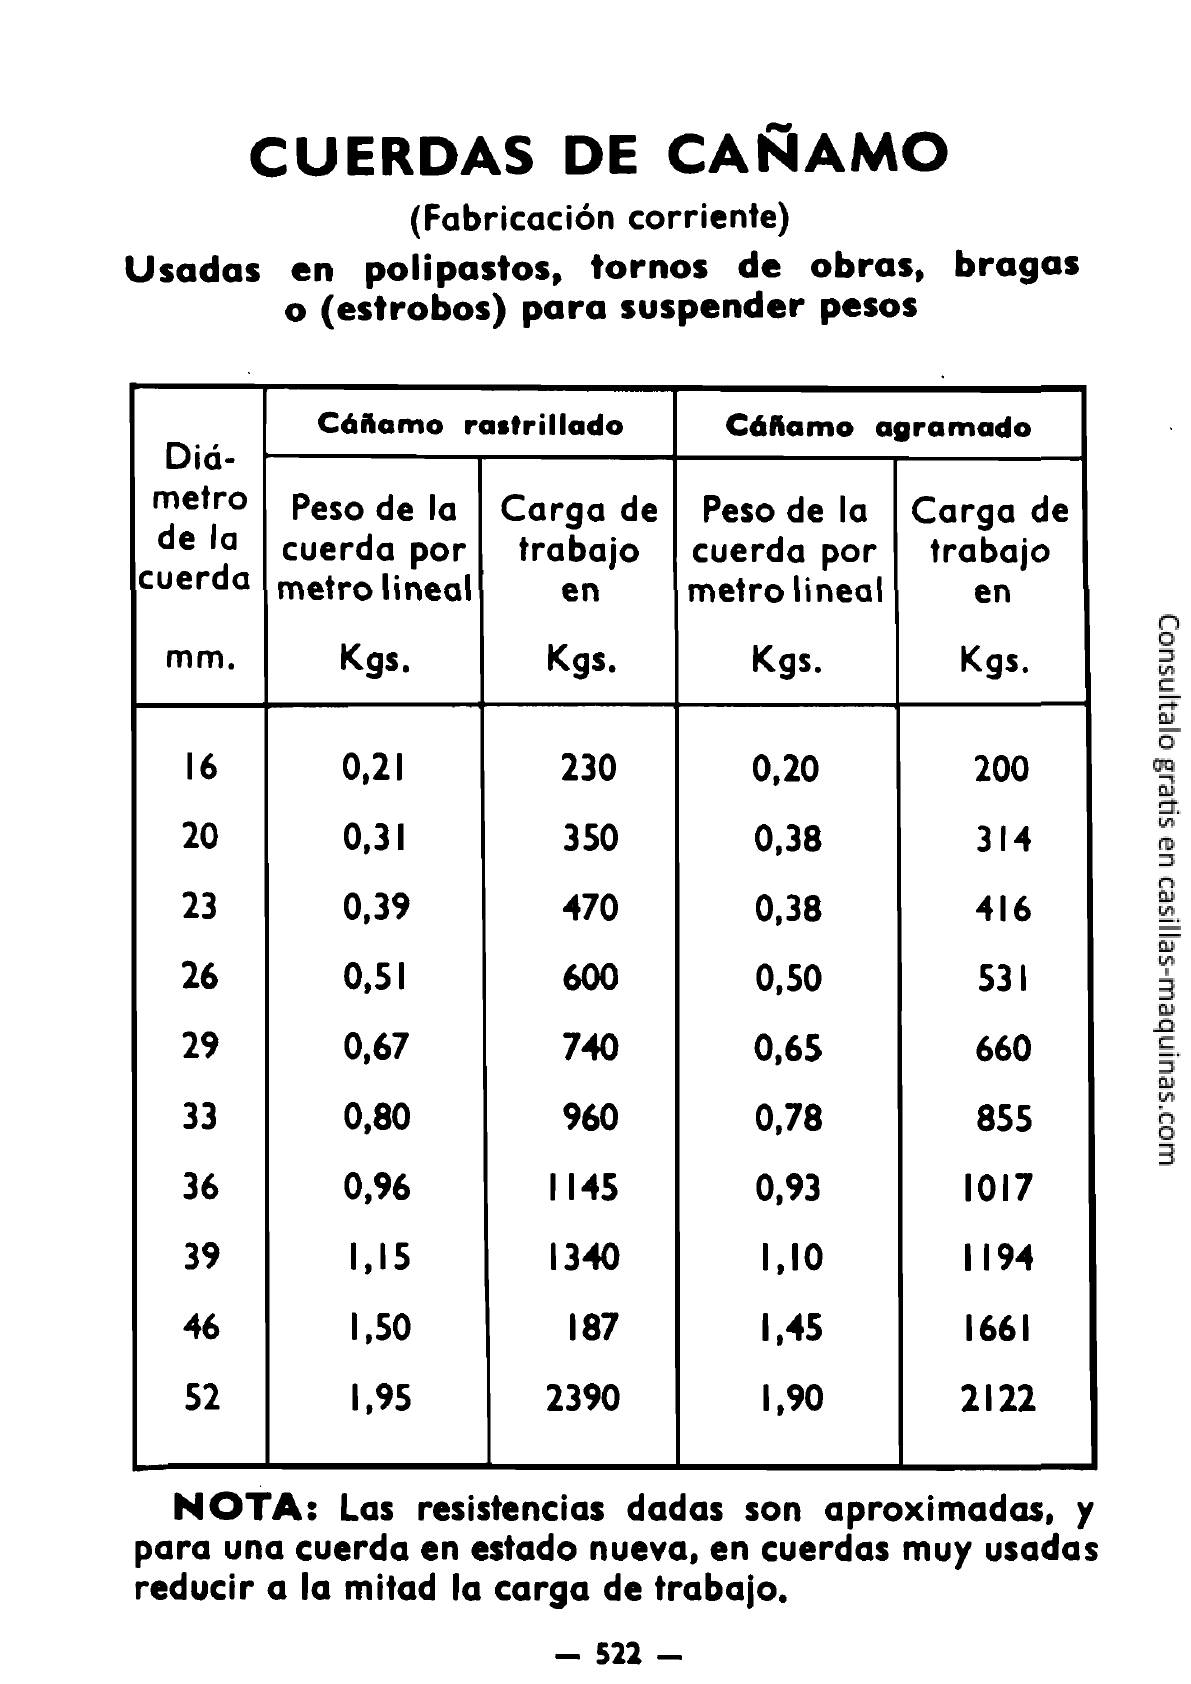 CUERDAS DE CAÑAMO
(Fabricación corriente)
Usadas en polipastos, tornos de obras, bragas
o (estrobos) para suspender pesos
Diá-
metro
de la
cuerda
mm.
Cáñamo rastrillado
Cáñamo agramado
Peso de la
cuerda por
metro lineal
Kgs.
Carga de
trabajo
en
Kgs.
Peso de la
cuerda por
metro lineal
Kgs.
Carga de
trabajo
en
Kgs.
16 0,21 230 0,20 200
20 0,31 350 0,38 314
23 0,39 470 0,38 416
26 0,51 600 0,50 531
29 0,67 740 0,65 660
33 0,80 960 0,78 855
36 0,96 1145 0,93 1017
39 1,15 1340 1,10 1194
46 1,50 187 1,45 1661
52 1,95 2390 1,90 2122
NOTA: Las resistencias dadas son aproximadas, y
para una cuerda en estado nueva, en cuerdas muy usadas
reducir a la mitad la carga de trabajo.
— 522 —
Consultalo gratis en casillas-maquinas.com